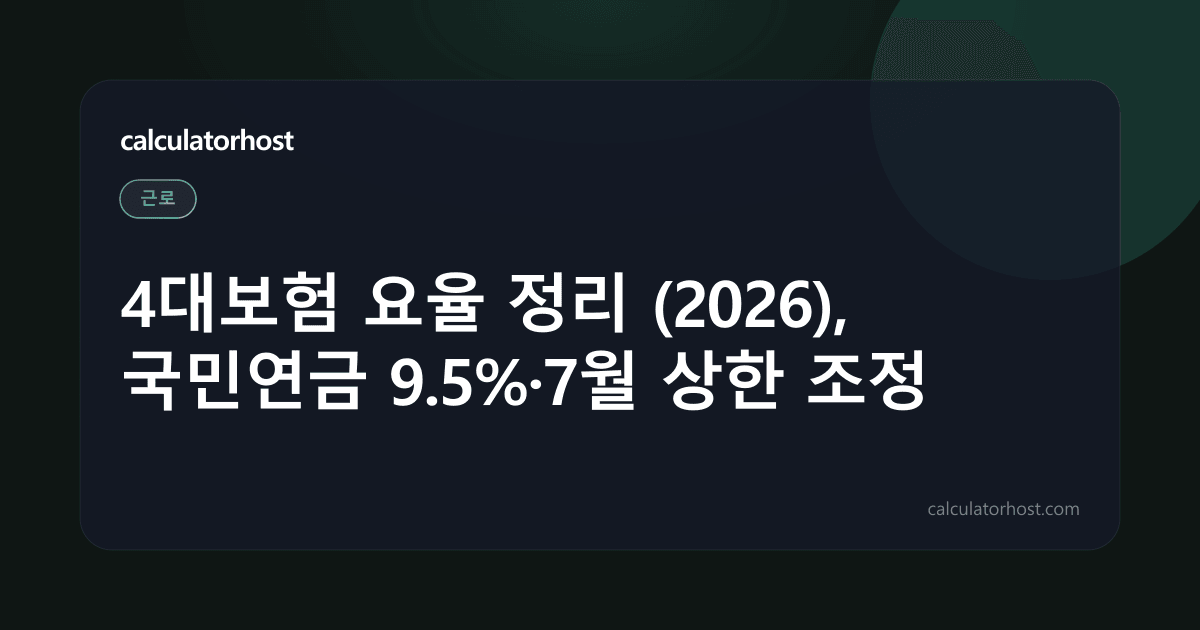 calculatorhost
근로
4대보험 요율 정리 (2026),
국민연금 9.5%·7월 상한 조정
calculatorhost.com